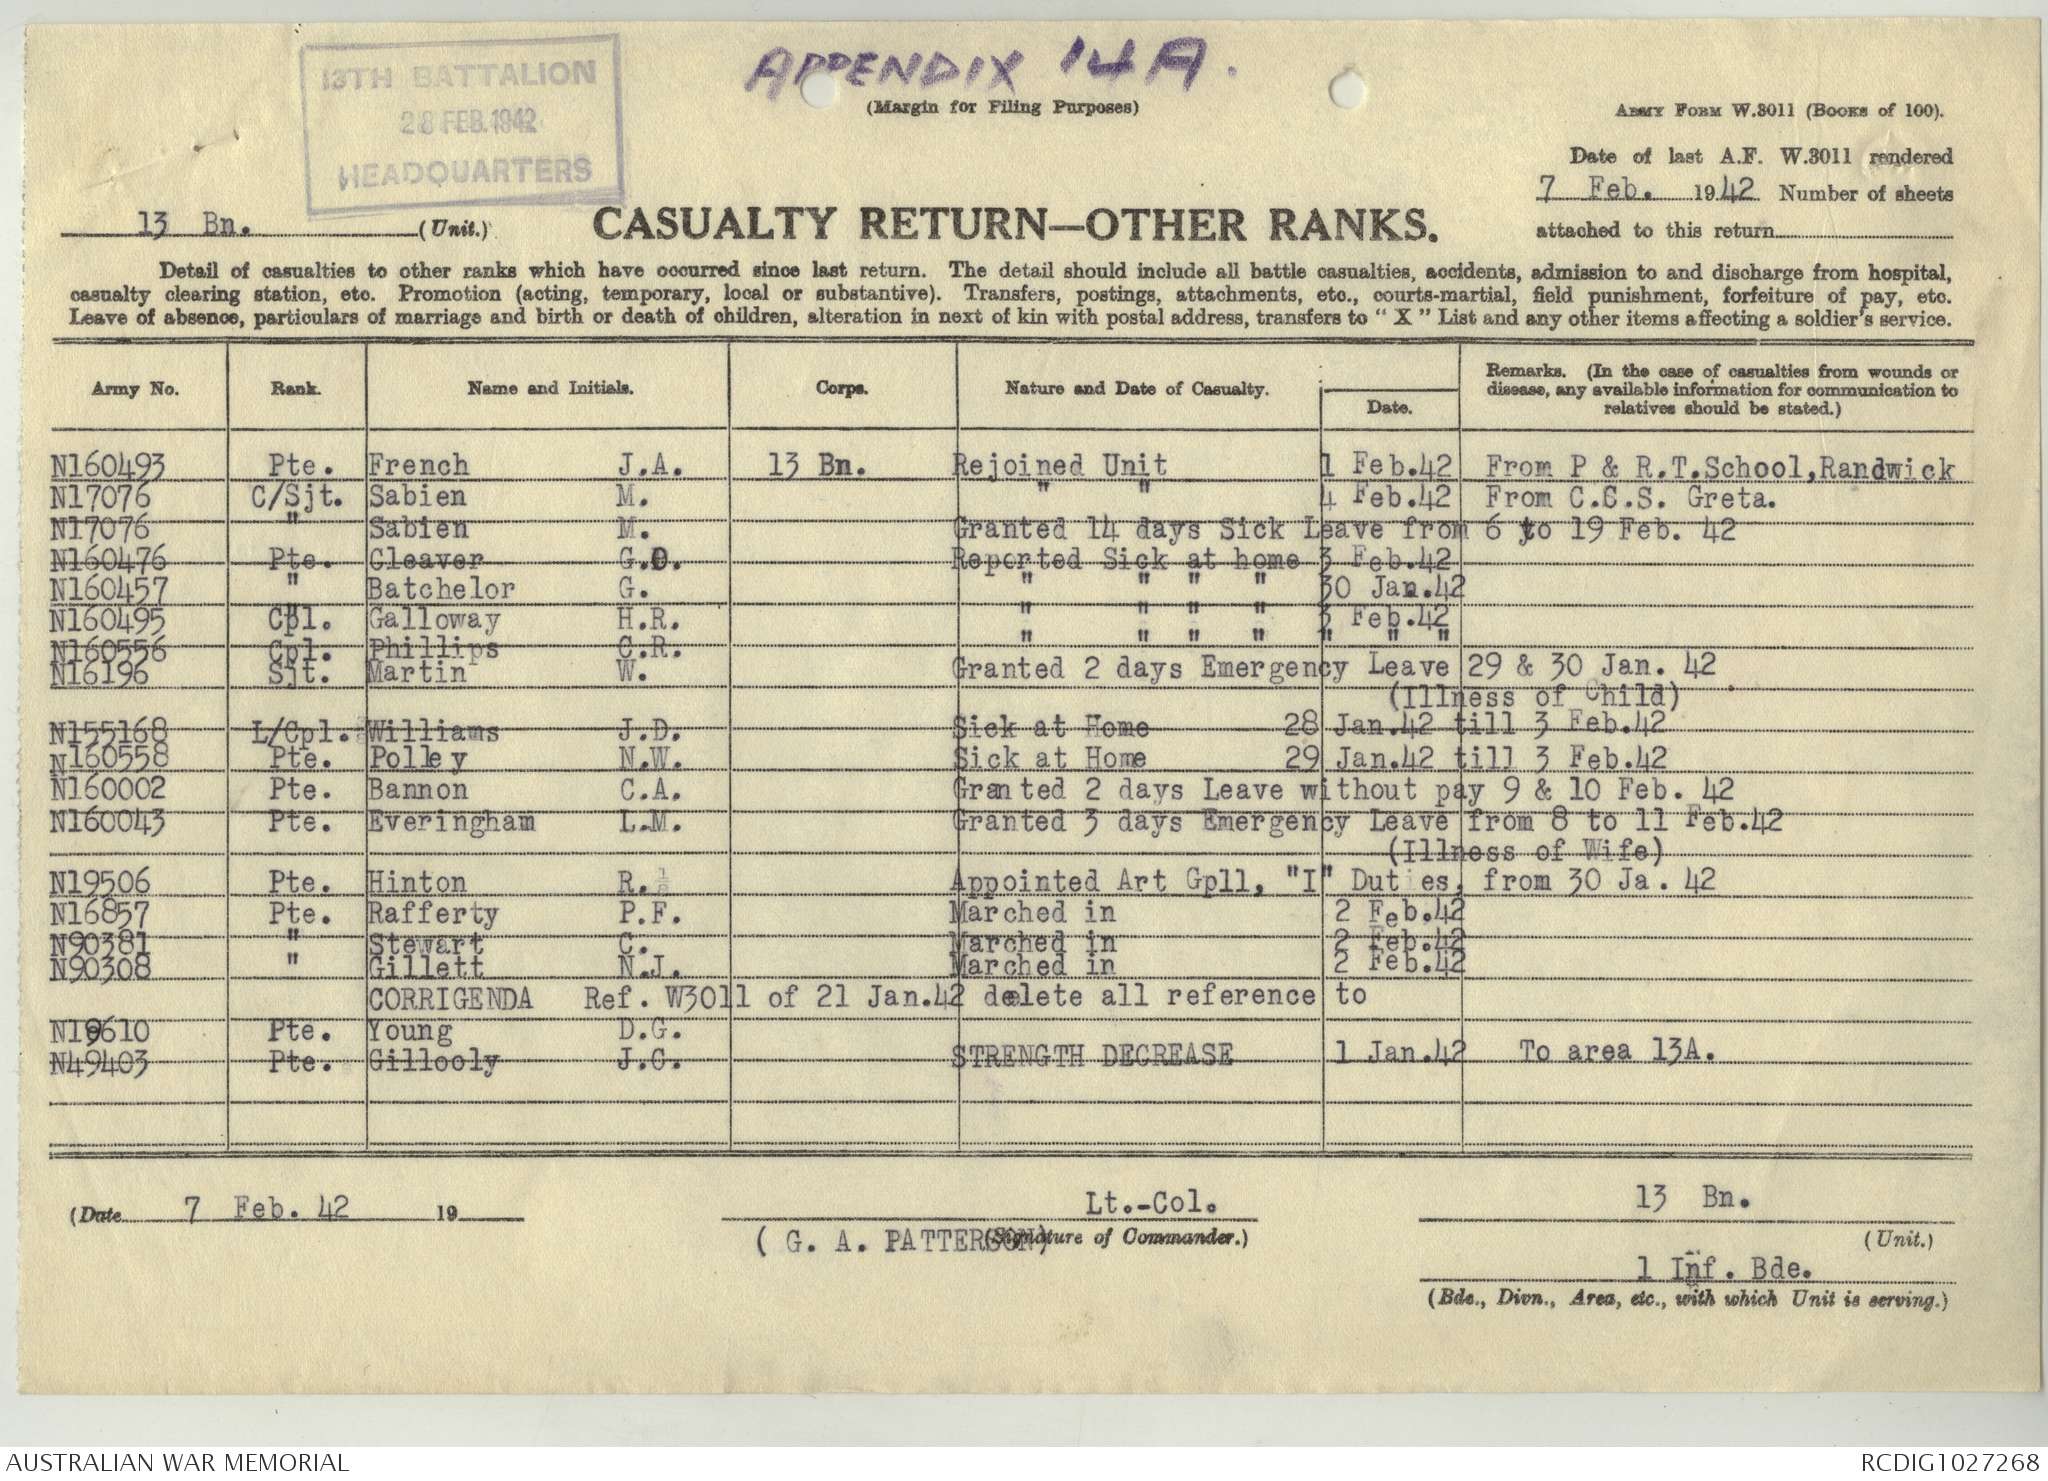 APPENDIX 14A.
13TH BATTALION
28 FEB. 1942
HEADQUARTERS
(Margin for Filing Purposes)
ARMY FORM W.3011 (BOOKS of 100).
Date of last A.F. W.3011 rendered
7 Feb. 1942 Number of sheets
attached to this return
13 Bn. (Unit.)
CASUALTY RETURN—OTHER RANKS.
Detail of casualties to other ranks which have occurred since last return. The detail should include all battle casualties, accidents, admission to and discharge from hospital,
casualty clearing station, etc. Promotion (acting, temporary, local or substantive). Transfers, postings, attachments, etc., courts-martial, field punishment, forfeiture of pay, etc.
Leave of absence, particulars of marriage and birth or death of children, alteration in next of kin with postal address, transfers to "X" List and any other items affecting a soldier's service.
Army No. Rank. Name and Initials. Corps. Nature and Date of Casualty. Date. Remarks. (In the case of casualties from wounds or
disease, any available information for communication to
relatives should be stated.)
N160493 Pte. French J.A. 13 Bn. Rejoined Unit 1 Feb.42 From P & R.T.School,Randwick
N17076 C/Sjt. Sabien M. " " 4 Feb.42 From C.C.S. Greta.
N17076 " Sabien M. Granted 14 days Sick Leave from 6 to 19 Feb. 42
N160476 Pte. Cleaver G.O. Reported Sick at home 3 Feb.42
N160457 " Batchelor G. " " " " 30 Jan.42
N160495 Cpl. Galloway H.R. " " " " 3 Feb.42
N160556 Cpl. Phillips C.R. " " " " " " "
N16196 Sjt. Martin W. Granted 2 days Emergency Leave 29 & 30 Jan. 42
(Illness of Child)
N155168 L/Cpl. Williams J.D. Sick at Home 28 Jan.42 till 3 Feb.42
N160558 Pte. Polley N.W. Sick at Home 29 Jan.42 till 3 Feb.42
N160002 Pte. Bannon C.A. Granted 2 days Leave without pay 9 & 10 Feb. 42
N160043 Pte. Everingham L.M. Granted 3 days Emergency Leave from 8 to 11 Feb.42
(Illness of Wife)
N19506 Pte. Hinton R. Appointed Art Gpll, "I" Duties, from 30 Ja. 42
N16857 Pte. Rafferty P.F. Marched in 2 Feb.42
N90381 " Stewart C. Marched in 2 Feb.42
N90308 " Gillett N.J. Marched in 2 Feb.42
CORRIGENDA Ref. W3011 of 21 Jan.42 deelete all reference to
N19610 Pte. Young D.G.
N49403 Pte. Gillooly J.C. STRENGTH DECREASE 1 Jan.42 To area 13A.
(Date 7 Feb. 42 19
Lt.-Col.
(Signature of Commander.)
( G. A. PATTERSON)
13 Bn.
(Unit.)
1 Inf. Bde.
(Bde., Divn., Area, etc., with which Unit is serving.)
AUSTRALIAN WAR MEMORIAL
RCDIG1027268